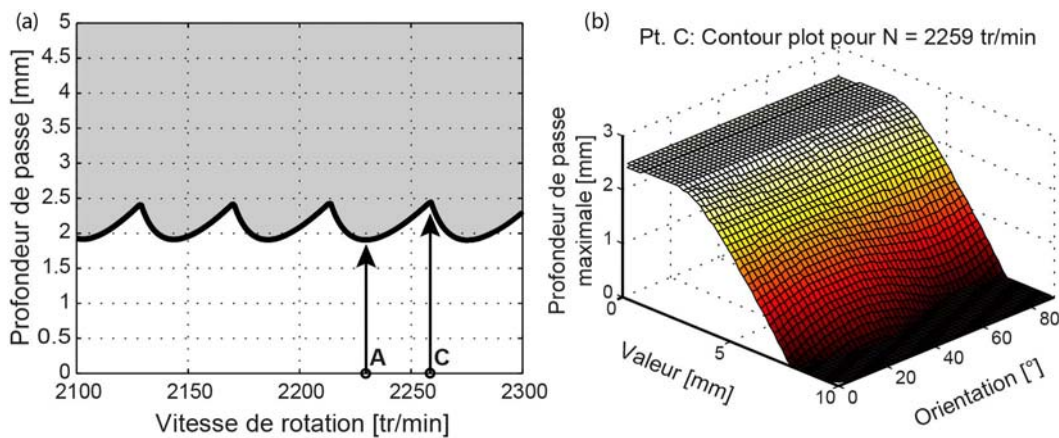 (a)
Profondeur de passe [mm]
5
4.5
4
3.5
3
2.5
2
1.5
1
0.5
0
A
C
2100
2150
2200
2250
2300
Vitesse de rotation [tr/min]
(b)
Pt. C: Contour plot pour N = 2259 tr/min
Profondeur de passe
maximale [mm]
3
2
1
0
0
5
10
Valeur [mm]
0
20
40
60
80
Orientation [°]